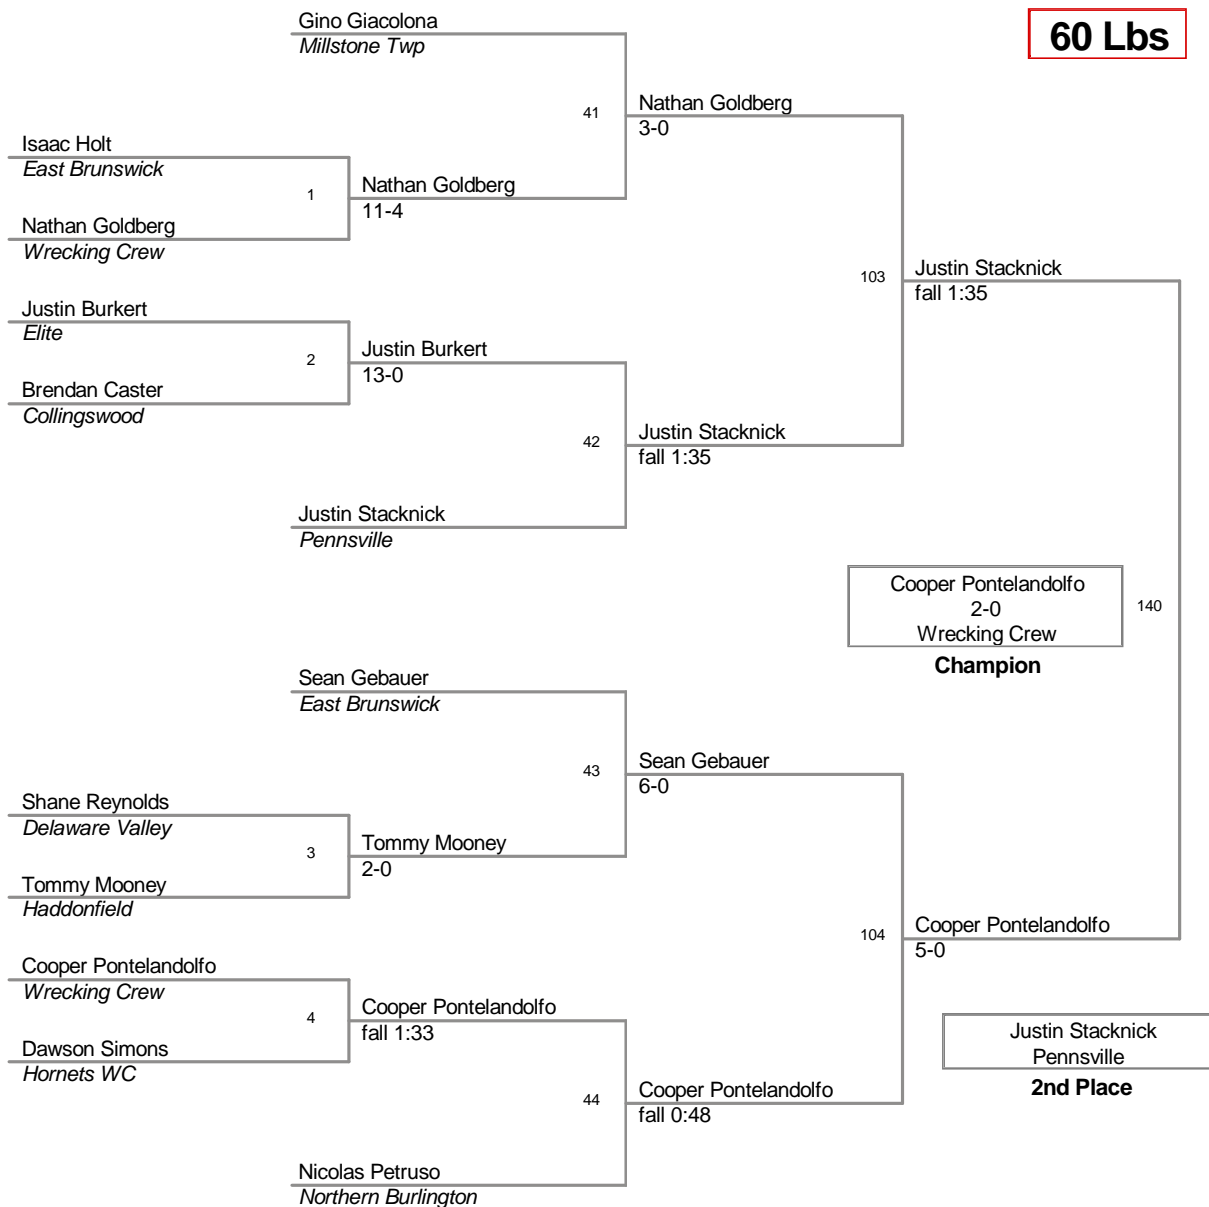 Gino Giacolona
Millstone Twp
60 Lbs
41
Nathan Goldberg
3-0
Isaac Holt
East Brunswick
1
Nathan Goldberg
11-4
Nathan Goldberg
Wrecking Crew
103
Justin Stacknick
fall 1:35
Justin Burkert
Elite
2
Justin Burkert
13-0
Brendan Caster
Collingswood
42
Justin Stacknick
fall 1:35
Justin Stacknick
Pennsville
Cooper Pontelandolfo
2-0
Wrecking Crew
140
Champion
Sean Gebauer
East Brunswick
43
Sean Gebauer
6-0
Shane Reynolds
Delaware Valley
3
Tommy Mooney
2-0
Tommy Mooney
Haddonfield
104
Cooper Pontelandolfo
5-0
Cooper Pontelandolfo
Wrecking Crew
4
Cooper Pontelandolfo
fall 1:33
Dawson Simons
Hornets WC
Justin Stacknick
Pennsville
2nd Place
44
Cooper Pontelandolfo
fall 0:48
Nicolas Petruso
Northern Burlington